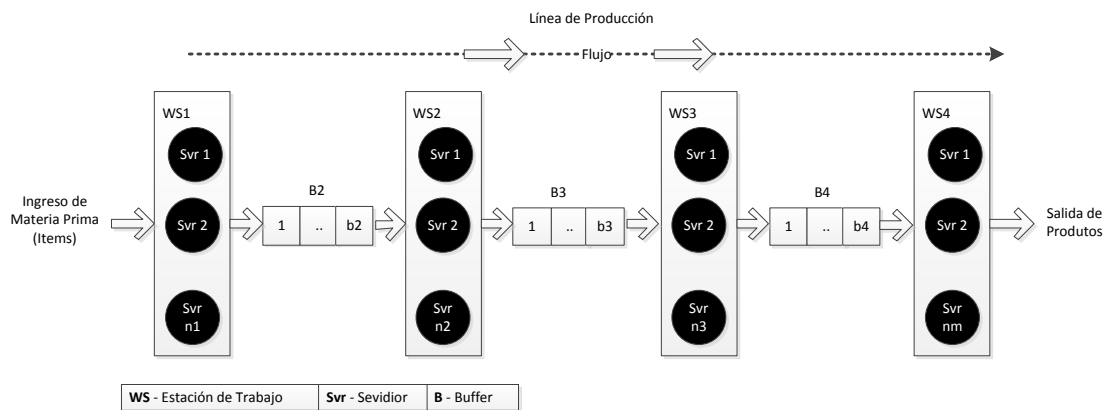 Línea de Producción
Flujo
WS1
WS2
WS3
WS4
Svr 1
Svr 1
Svr 1
Svr 1
B2
B3
B4
Ingreso de
Materia Prima
(Items)
Svr 2
1 .. b2
Svr 2
1 .. b3
Svr 2
1 .. b4
Svr 2
Salida de
Produtos
Svr
n1
Svr
n2
Svr
n3
Svr
nm
WS - Estación de Trabajo
Svr - Sevidior
B - Buffer